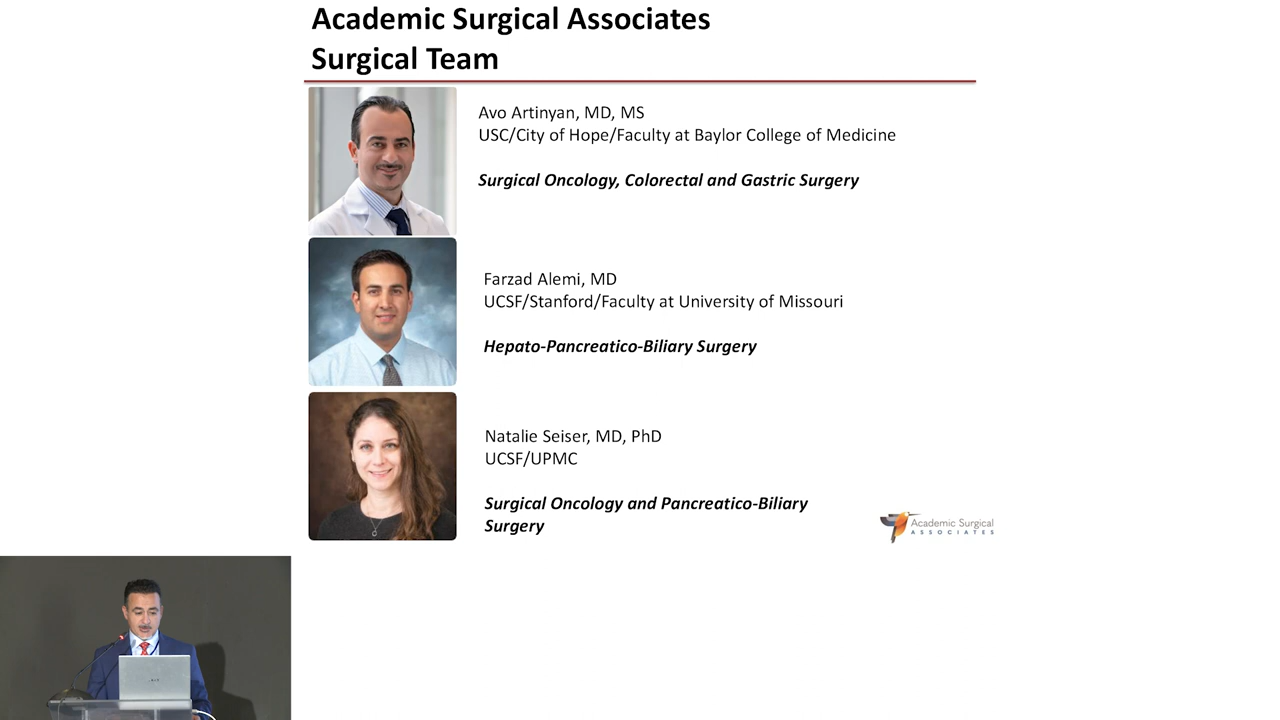 Academic Surgical Associates
Surgical Team
Avo Artinyan, MD, MS
USC/City of Hope/Faculty at Baylor College of Medicine
Surgical Oncology, Colorectal and Gastric Surgery
Farzad Alemi, MD
UCSF/Stanford/Faculty at University of Missouri
Hepato-Pancreatico-Biliary Surgery
Natalie Seiser, MD, PhD
UCSF/UPMC
Surgical Oncology and Pancreatico-Biliary
Surgery
Academic Surgical
ASSOCIATES